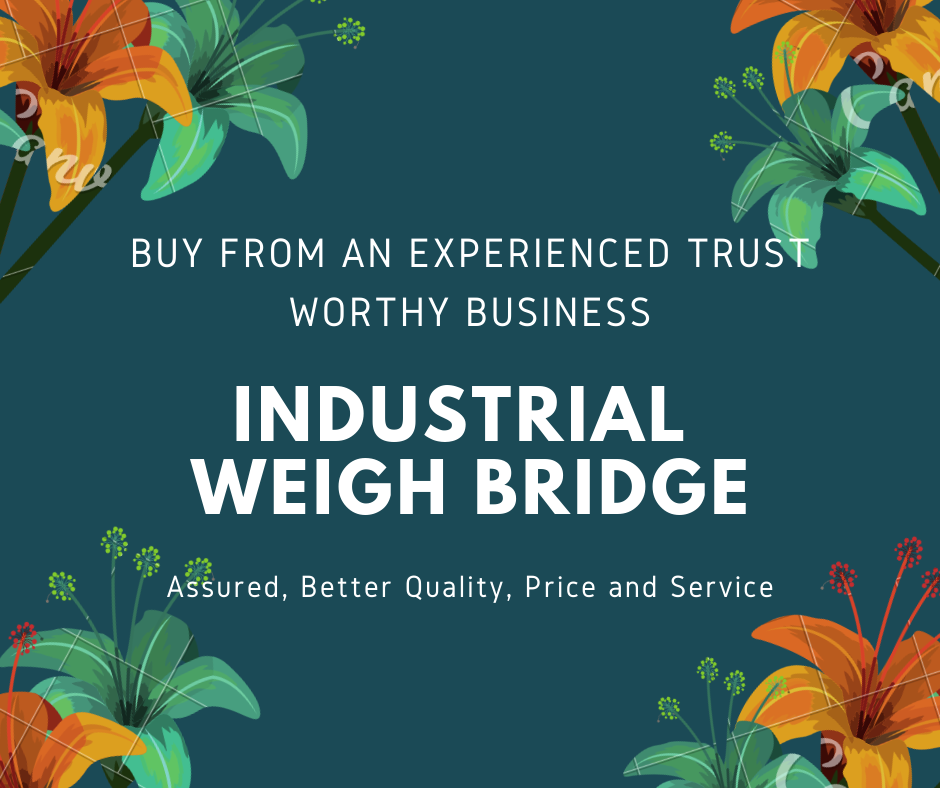 BUY FROM AN EXPERIENCED TRUST
WORTHY BUSINESS
INDUSTRIAL
WEIGH BRIDGE
Assured, Better Quality, Price and Service